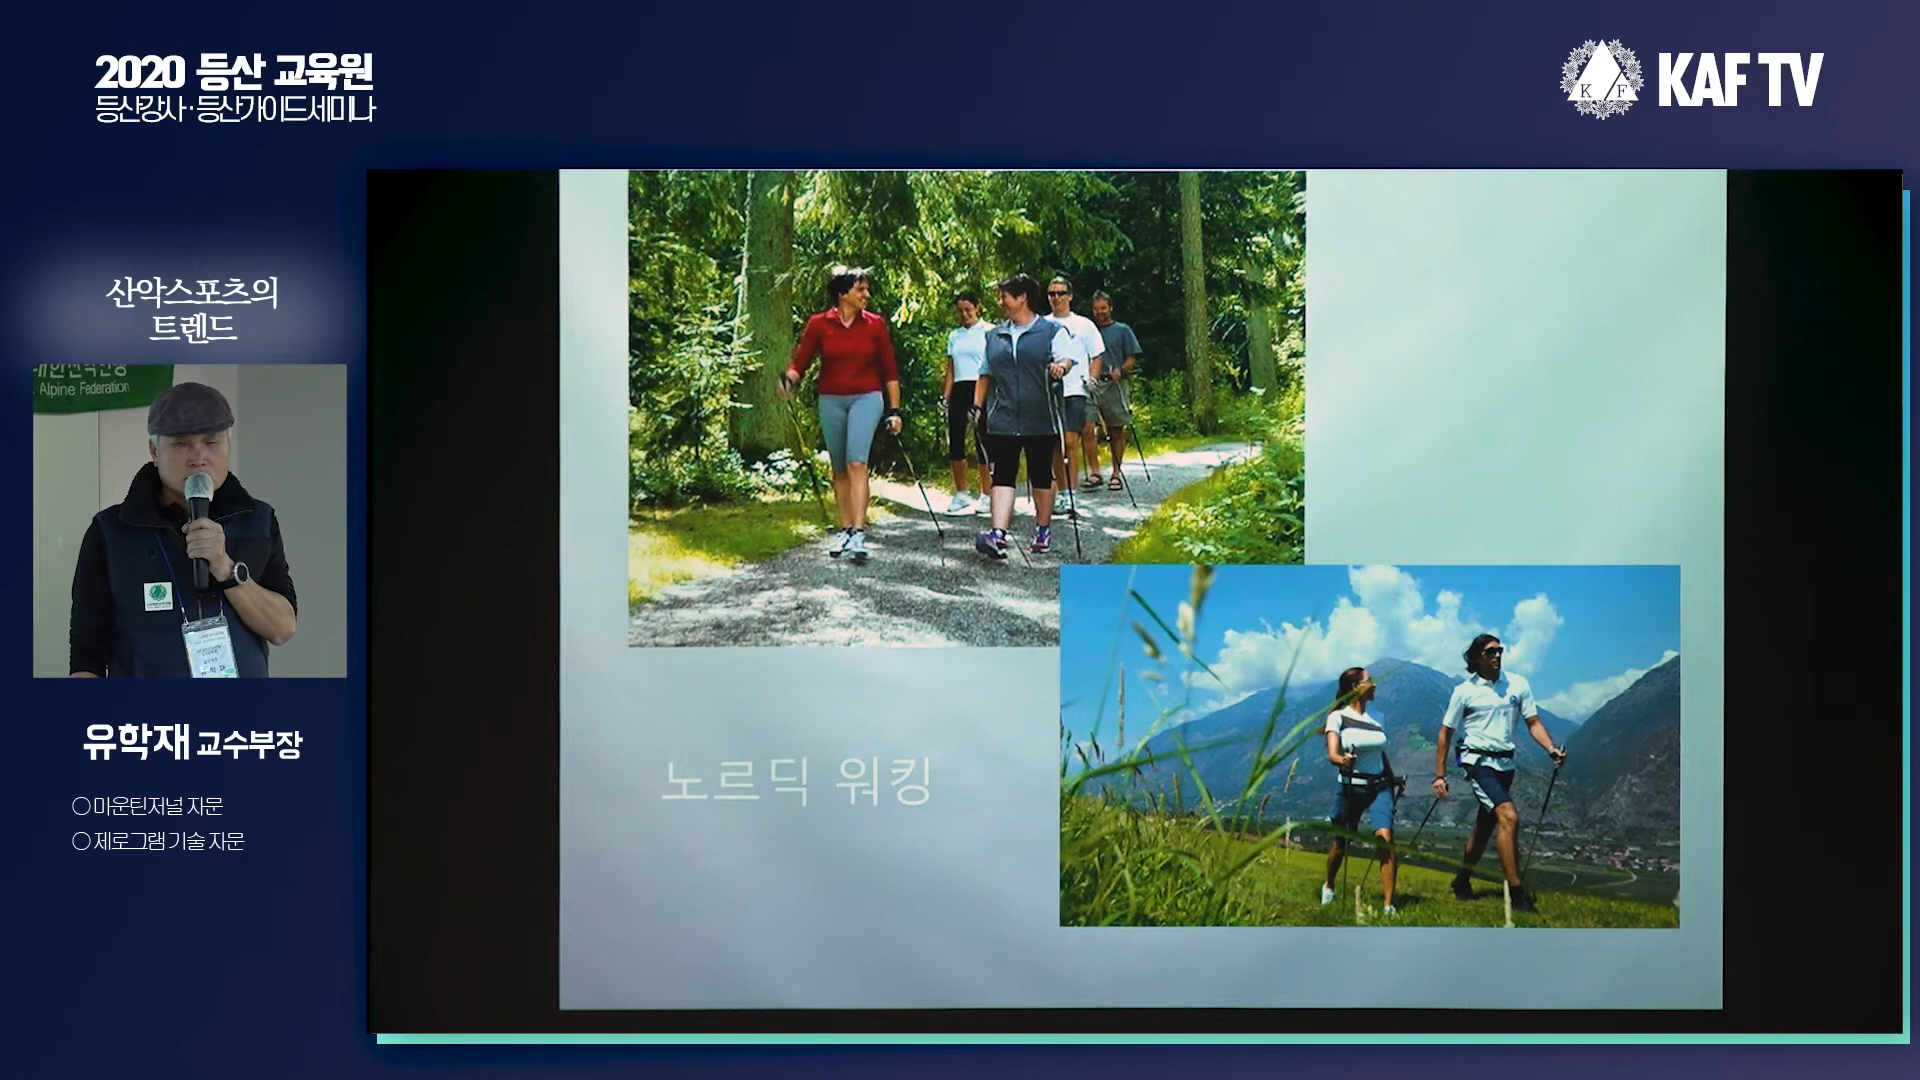 2020 등산 교육원
등산강사·등산가이드세미나
K F
KAF TV
산악스포츠의
트렌드
Alpine Federation
유학재 교수부장
○ 마운틴저널 자문
○ 제로그램 기술 자문
노르딕 워킹